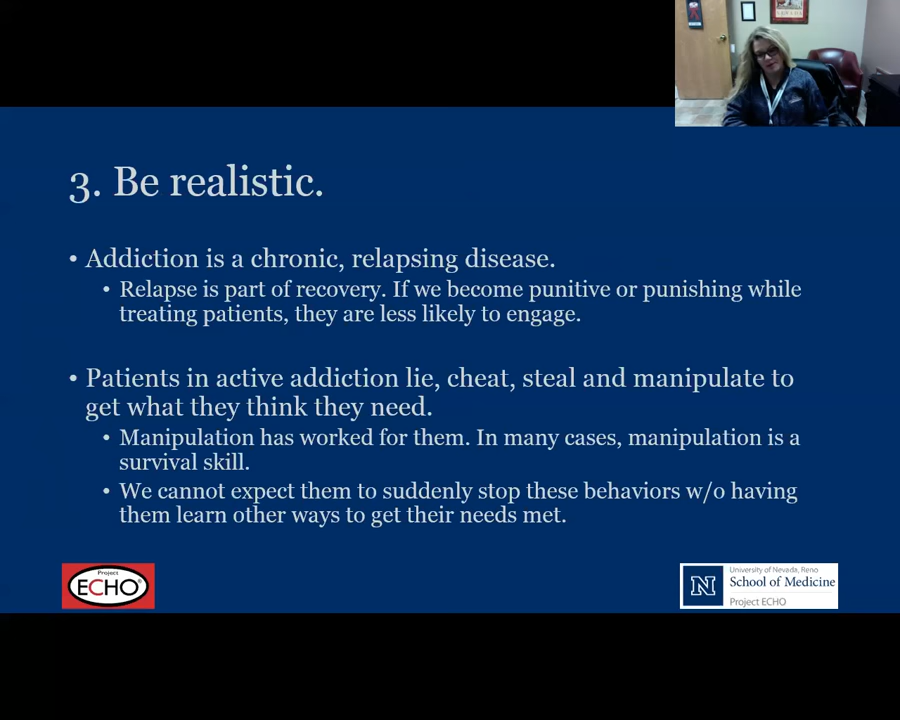 3. Be realistic.
• Addiction is a chronic, relapsing disease.
• Relapse is part of recovery. If we become punitive or punishing while
treating patients, they are less likely to engage.
• Patients in active addiction lie, cheat, steal and manipulate to
get what they think they need.
• Manipulation has worked for them. In many cases, manipulation is a
survival skill.
• We cannot expect them to suddenly stop these behaviors w/o having
them learn other ways to get their needs met.
Project
ECHO®
N
University of Nevada, Reno
School of Medicine
Project ECHO